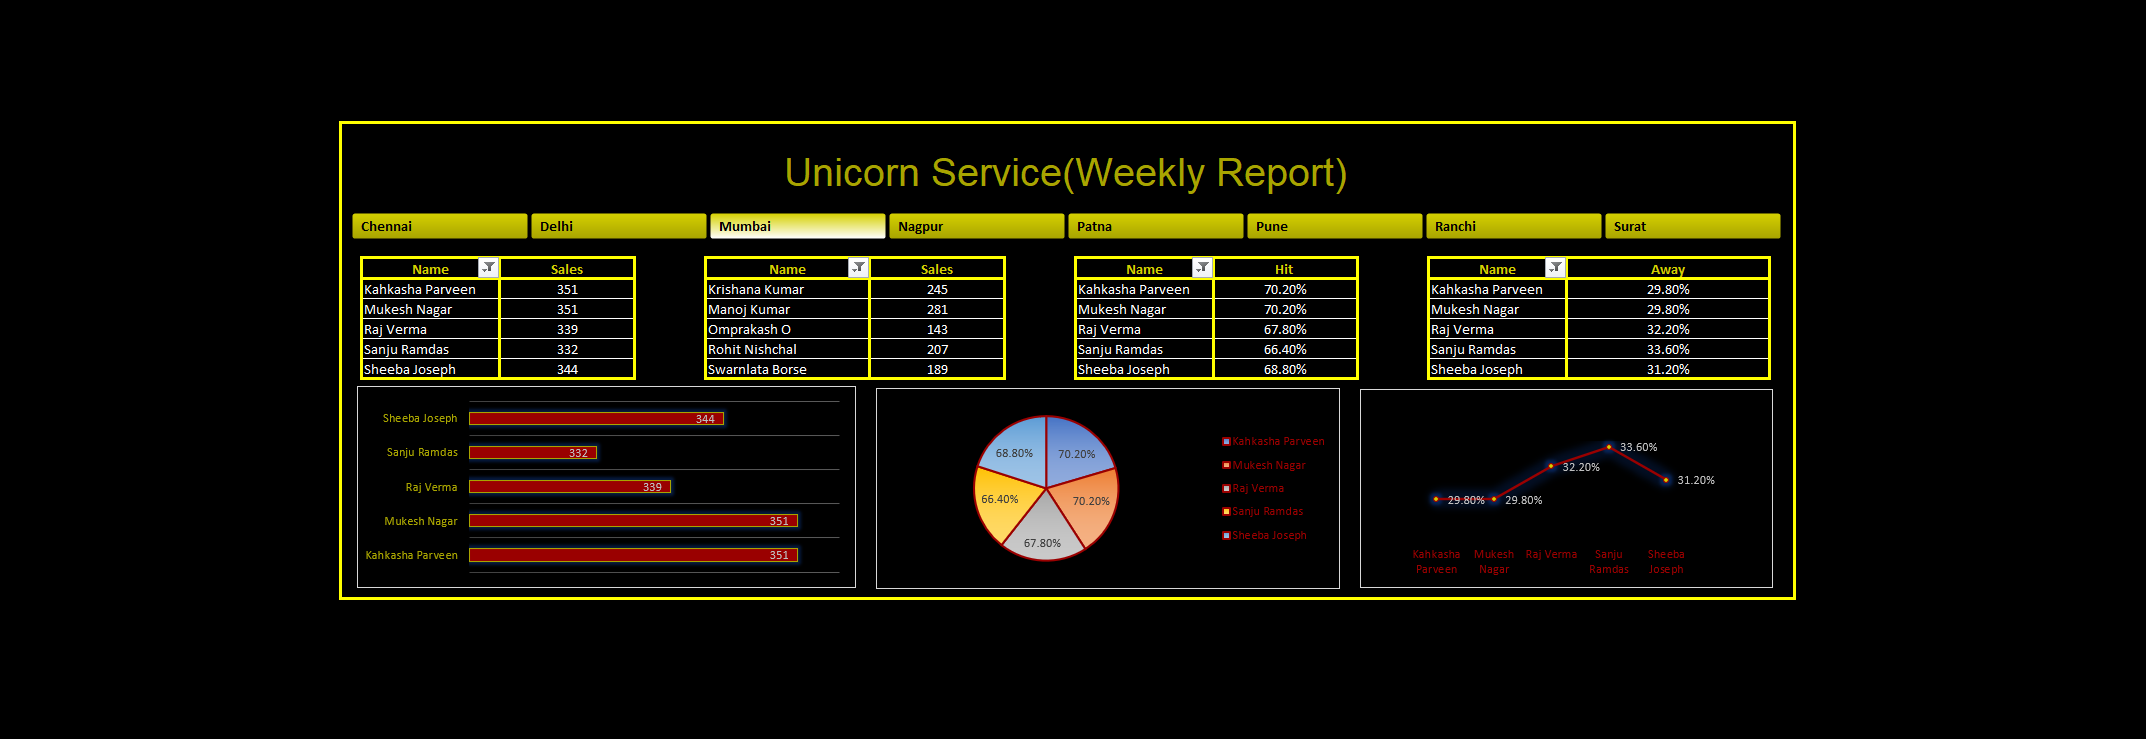 Unicorn Service(Weekly Report)
Chennai Delhi Mumbai Nagpur Patna Pune Ranchi Surat
Name Sales
Kahkasha Parveen 351
Mukesh Nagar 351
Raj Verma 339
Sanju Ramdas 332
Sheeba Joseph 344
Name Sales
Krishana Kumar 245
Manoj Kumar 281
Omprakash O 143
Rohit Nishchal 207
Swarnlata Borse 189
Name Hit
Kahkasha Parveen 70.20%
Mukesh Nagar 70.20%
Raj Verma 67.80%
Sanju Ramdas 66.40%
Sheeba Joseph 68.80%
Name Away
Kahkasha Parveen 29.80%
Mukesh Nagar 29.80%
Raj Verma 32.20%
Sanju Ramdas 33.60%
Sheeba Joseph 31.20%
Sheeba Joseph 344
Sanju Ramdas 332
Raj Verma 339
Mukesh Nagar 351
Kahkasha Parveen 351
68.80% 70.20%
66.40% 70.20%
67.80%
Kahkasha Parveen
Mukesh Nagar
Raj Verma
Sanju Ramdas
Sheeba Joseph
33.60%
32.20%
31.20%
29.80% 29.80%
Kahkasha Mukesh Raj Verma Sanju Sheeba
Parveen Nagar Ramdas Joseph